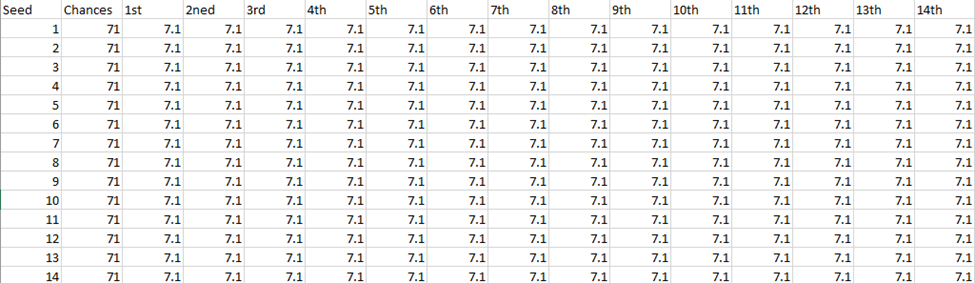 Seed Chances 1st 2ned 3rd 4th 5th 6th 7th 8th 9th 10th 11th 12th 13th 14th
1 71 7.1 7.1 7.1 7.1 7.1 7.1 7.1 7.1 7.1 7.1 7.1 7.1 7.1 7.1
2 71 7.1 7.1 7.1 7.1 7.1 7.1 7.1 7.1 7.1 7.1 7.1 7.1 7.1 7.1
3 71 7.1 7.1 7.1 7.1 7.1 7.1 7.1 7.1 7.1 7.1 7.1 7.1 7.1 7.1
4 71 7.1 7.1 7.1 7.1 7.1 7.1 7.1 7.1 7.1 7.1 7.1 7.1 7.1 7.1
5 71 7.1 7.1 7.1 7.1 7.1 7.1 7.1 7.1 7.1 7.1 7.1 7.1 7.1 7.1
6 71 7.1 7.1 7.1 7.1 7.1 7.1 7.1 7.1 7.1 7.1 7.1 7.1 7.1 7.1
7 71 7.1 7.1 7.1 7.1 7.1 7.1 7.1 7.1 7.1 7.1 7.1 7.1 7.1 7.1
8 71 7.1 7.1 7.1 7.1 7.1 7.1 7.1 7.1 7.1 7.1 7.1 7.1 7.1 7.1
9 71 7.1 7.1 7.1 7.1 7.1 7.1 7.1 7.1 7.1 7.1 7.1 7.1 7.1 7.1
10 71 7.1 7.1 7.1 7.1 7.1 7.1 7.1 7.1 7.1 7.1 7.1 7.1 7.1 7.1
11 71 7.1 7.1 7.1 7.1 7.1 7.1 7.1 7.1 7.1 7.1 7.1 7.1 7.1 7.1
12 71 7.1 7.1 7.1 7.1 7.1 7.1 7.1 7.1 7.1 7.1 7.1 7.1 7.1 7.1
13 71 7.1 7.1 7.1 7.1 7.1 7.1 7.1 7.1 7.1 7.1 7.1 7.1 7.1 7.1
14 71 7.1 7.1 7.1 7.1 7.1 7.1 7.1 7.1 7.1 7.1 7.1 7.1 7.1 7.1